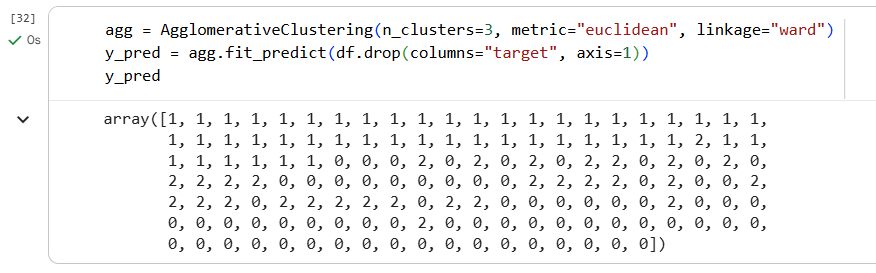 [32]
0s
agg = AgglomerativeClustering(n_clusters=3, metric="euclidean", linkage="ward")
y_pred = agg.fit_predict(df.drop(columns="target", axis=1))
y_pred
array([1, 1, 1, 1, 1, 1, 1, 1, 1, 1, 1, 1, 1, 1, 1, 1, 1, 1, 1, 1, 1, 1,
1, 1, 1, 1, 1, 1, 1, 1, 1, 1, 1, 1, 1, 1, 1, 1, 1, 1, 1, 2, 1, 1,
1, 1, 1, 1, 1, 1, 0, 0, 0, 2, 0, 2, 0, 2, 0, 2, 2, 0, 2, 0, 2, 0,
2, 2, 2, 2, 0, 0, 0, 0, 0, 0, 0, 0, 0, 2, 2, 2, 2, 0, 2, 0, 0, 2,
2, 2, 2, 0, 2, 2, 2, 2, 2, 0, 2, 2, 0, 0, 0, 0, 0, 0, 2, 0, 0, 0,
0, 0, 0, 0, 0, 0, 0, 0, 0, 2, 0, 0, 0, 0, 0, 0, 0, 0, 0, 0, 0, 0,
0, 0, 0, 0, 0, 0, 0, 0, 0, 0, 0, 0, 0, 0, 0, 0, 0, 0])